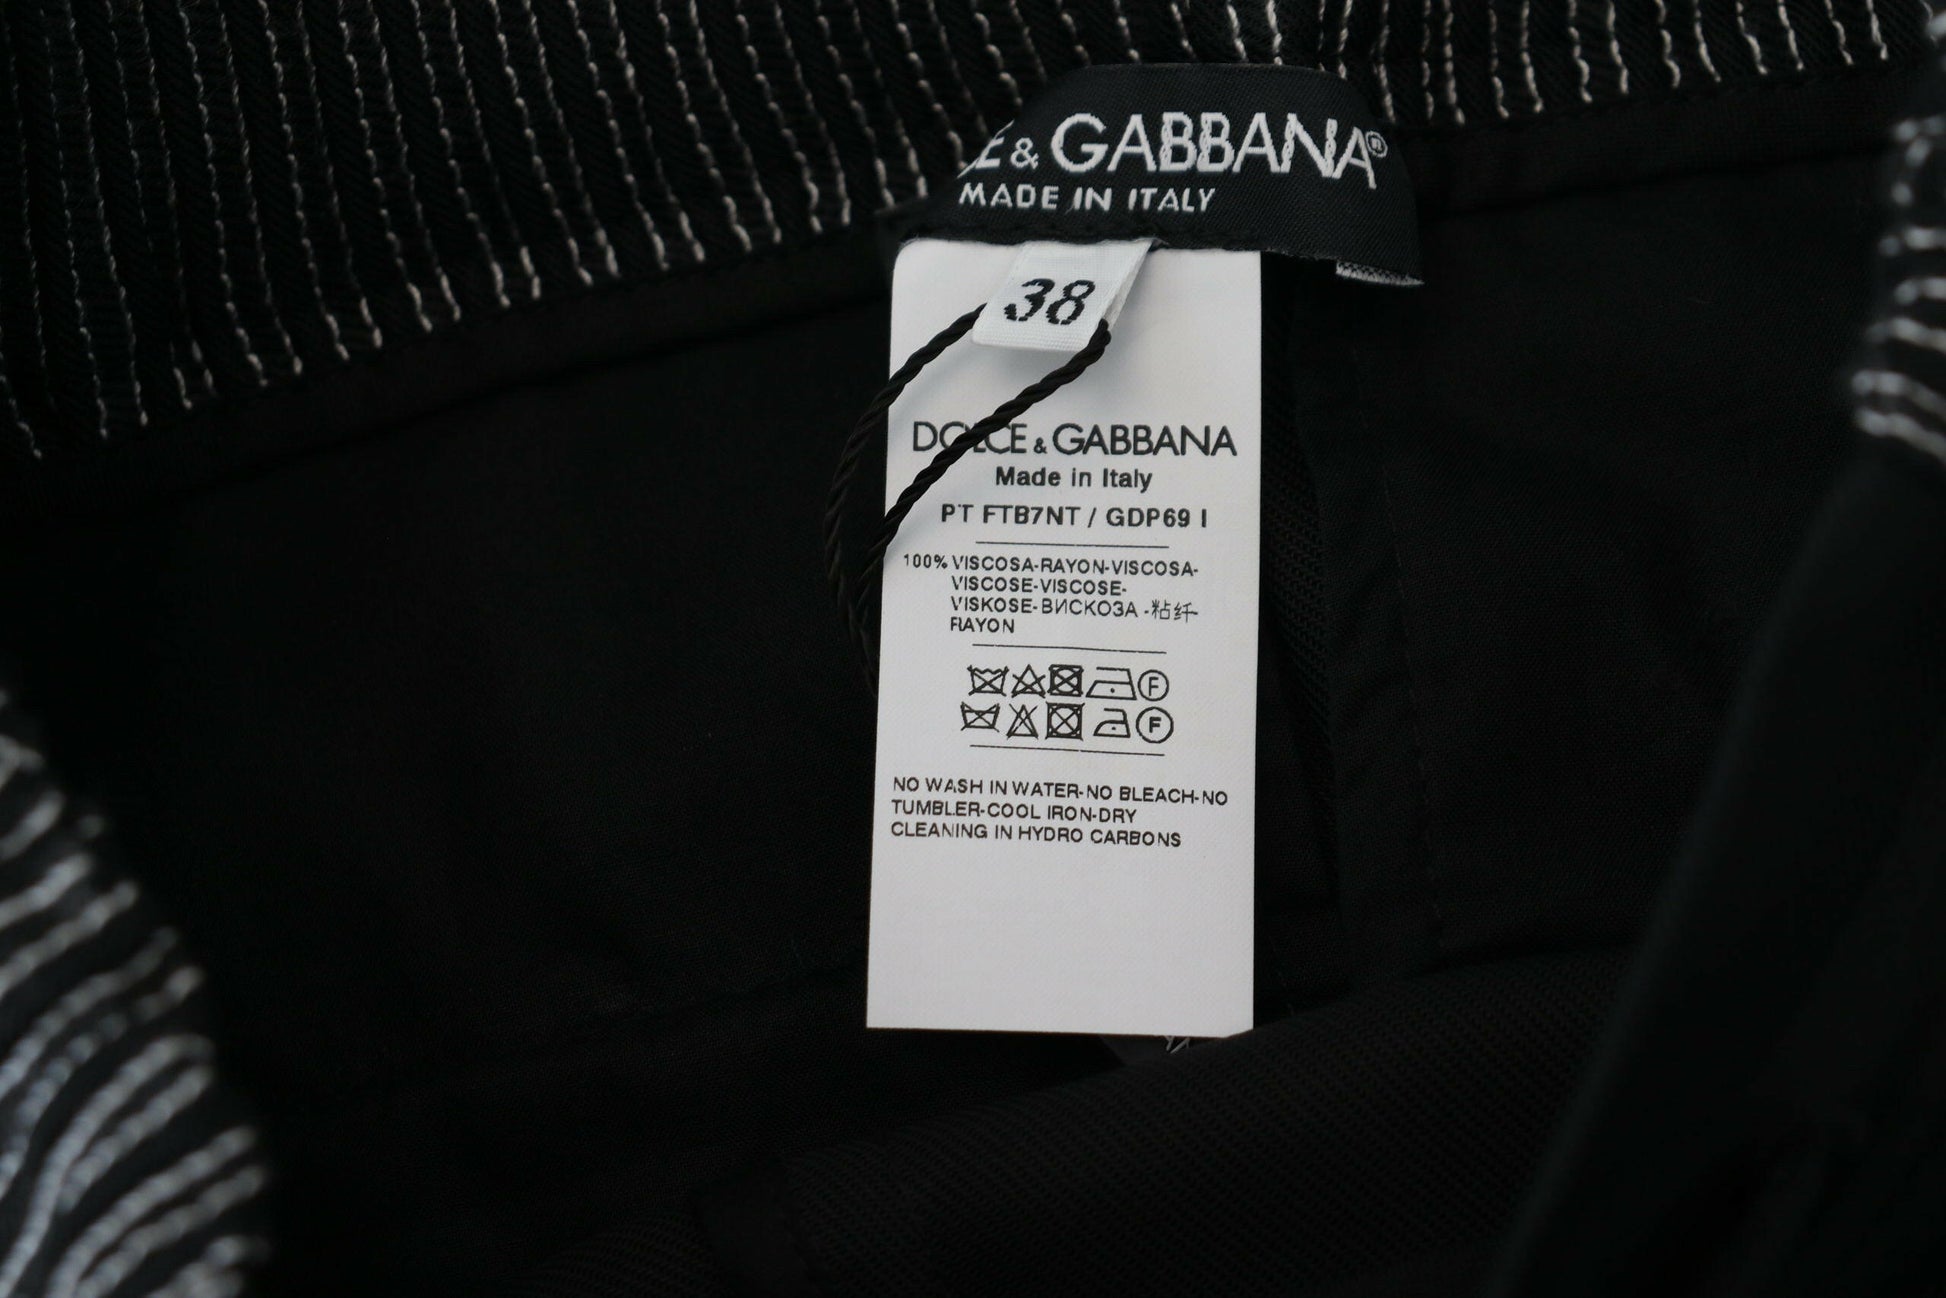 E & GABBANA®
MADE IN ITALY
38
DOLCE & GABBANA
Made in Italy
PT FTB7NT / GDP69 I
100% VISCOSA-RAYON-VISCOSA-
VISCOSE-VISCOSE-
VISKOSE-ВИСКОЗА -粘纤-
RAYON
F
F
NO WASH IN WATER-NO BLEACH-NO
TUMBLER-COOL IRON-DRY
CLEANING IN HYDRO CARBONS